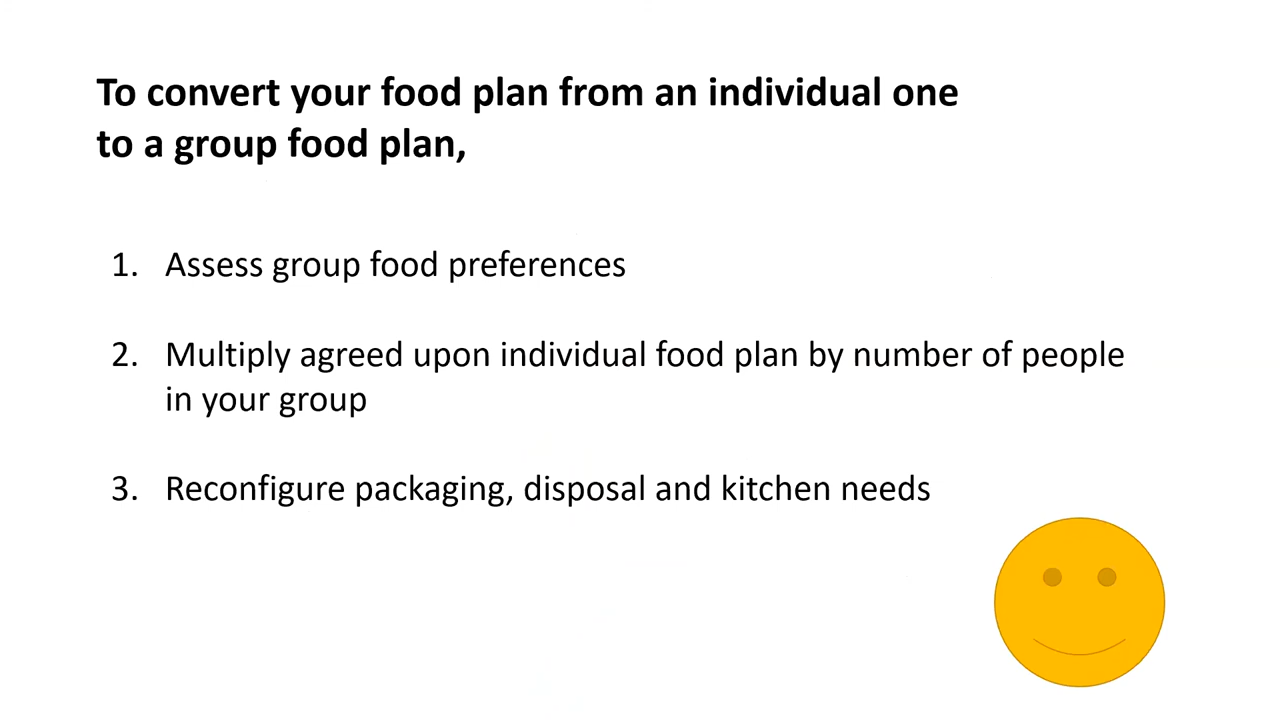 To convert your food plan from an individual one
to a group food plan,
1. Assess group food preferences
2. Multiply agreed upon individual food plan by number of people
in your group
3. Reconfigure packaging, disposal and kitchen needs